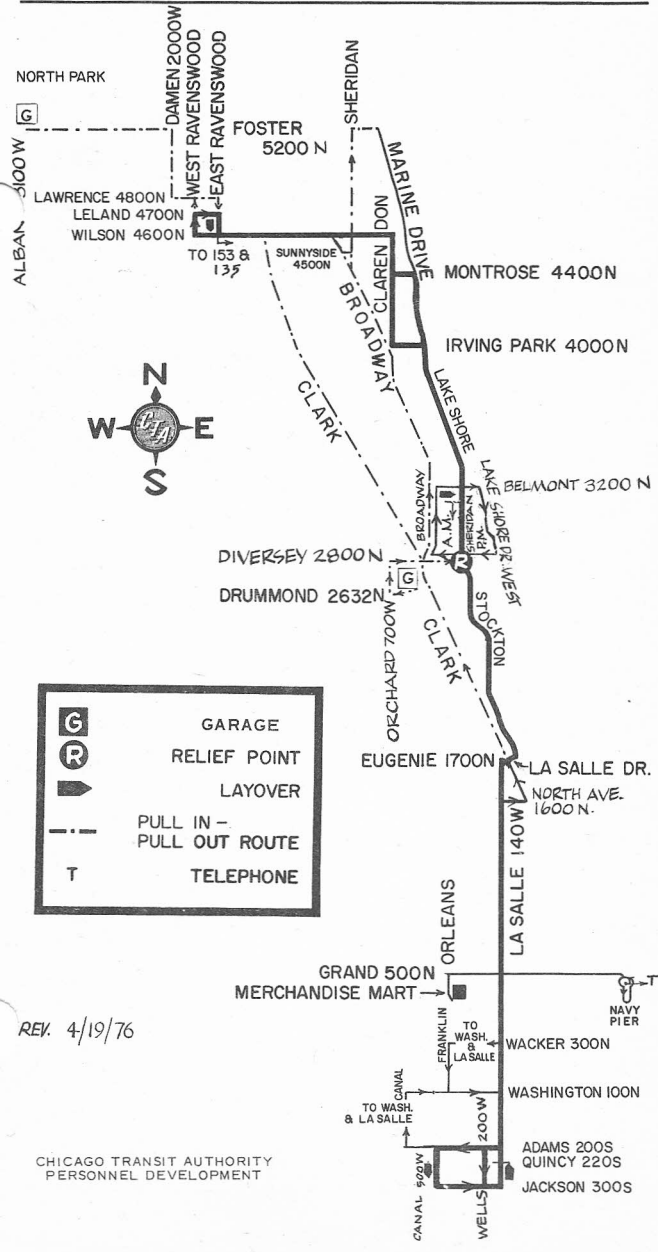 NORTH PARK
G
ALBAN 3100W
DAMEN 2000W
WEST RAVENSWOOD
EAST RAVENSWOOD
FOSTER
5200 N
SHERIDAN
MARINE DRIVE
LAWRENCE 4800N
LELAND 4700N
WILSON 4600N
TO 153 &
135
SUNNYSIDE
4500N
CLARENDON
BROADWAY
MONTROSE 4400N
IRVING PARK 4000N
CLARK
LAKE SHORE
N
W CTA E
S
BROADWAY
A.M.
SHERIDAN
P.M.
LAKE SHORE DR. WEST
BELMONT 3200 N
DIVERSEY 2800N
R
G
DRUMMOND 2632N
ORCHARD 700W
CLARK
STOCKTON
G GARAGE
R RELIEF POINT
LAYOVER
PULL IN –
PULL OUT ROUTE
T TELEPHONE
EUGENIE 1700N
LA SALLE DR.
NORTH AVE.
1600 N.
LA SALLE 140W
ORLEANS
GRAND 500N
MERCHANDISE MART
T
NAVY
PIER
REV. 4/19/76
FRANKLIN
TO
WASH.
&
LA SALLE
WACKER 300N
CANAL
TO WASH.
& LA SALLE
WASHINGTON 100N
200W
WELLS
ADAMS 200S
QUINCY 220S
JACKSON 300S
CANAL 500W
CHICAGO TRANSIT AUTHORITY
PERSONNEL DEVELOPMENT